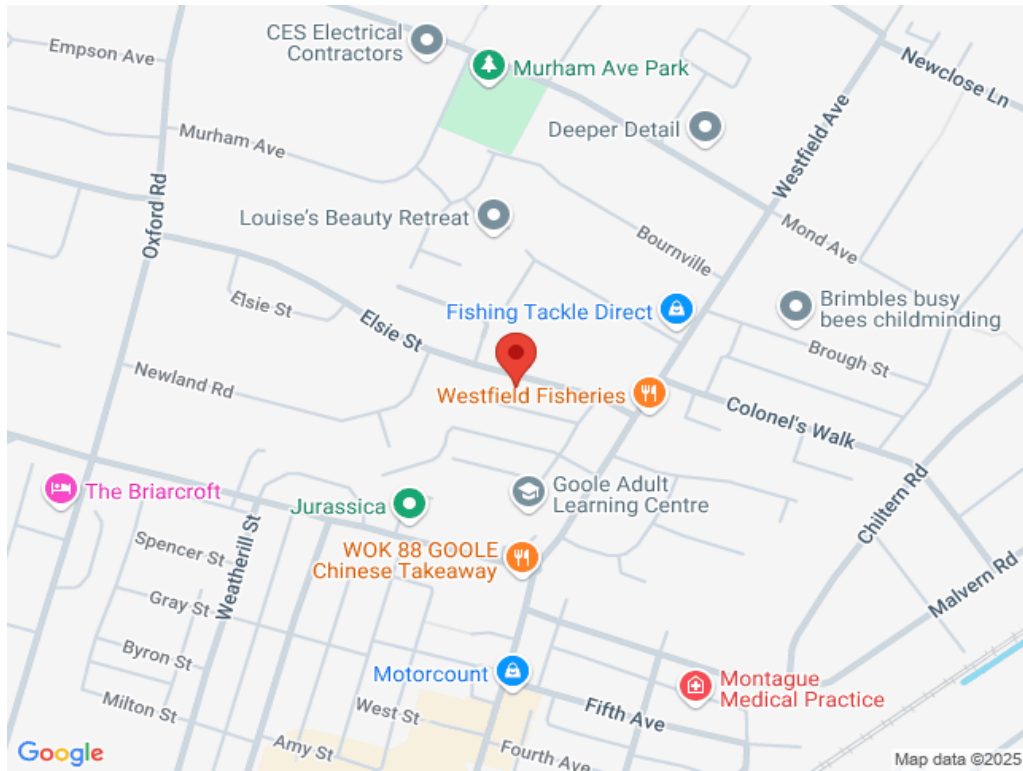 CES Electrical
Contractors
Empson Ave
Murham Ave Park
Newclose Ln
Westfield Ave
Deeper Detail
Murham Ave
Oxford Rd
Louise's Beauty Retreat
Bournville
Mond Ave
Elsie St
Elsie St
Fishing Tackle Direct
Brimbles busy
bees childminding
Brough St
Newland Rd
Westfield Fisheries
Colonel's Walk
The Briarcroft
Jurassica
Goole Adult
Learning Centre
Chiltern Rd
Spencer St
Weatherill St
WOK 88 GOOLE
Chinese Takeaway
Malvern Rd
Gray St
Byron St
Motorcount
Montague
Medical Practice
Milton St
West St
Fifth Ave
Amy St
Fourth Ave
Google
Map data ©2025